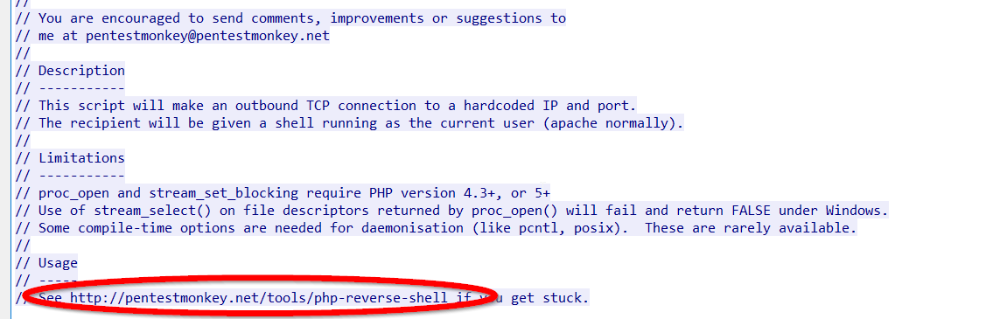 //
// You are encouraged to send comments, improvements or suggestions to
// me at pentestmonkey@pentestmonkey.net
//
// Description
// -----------
// This script will make an outbound TCP connection to a hardcoded IP and port.
// The recipient will be given a shell running as the current user (apache normally).
//
// Limitations
// -----------
// proc_open and stream_set_blocking require PHP version 4.3+, or 5+
// Use of stream_select() on file descriptors returned by proc_open() will fail and return FALSE under Windows.
// Some compile-time options are needed for daemonisation (like pcntl, posix).  These are rarely available.
//
// Usage
// -----
// See http://pentestmonkey.net/tools/php-reverse-shell if you get stuck.